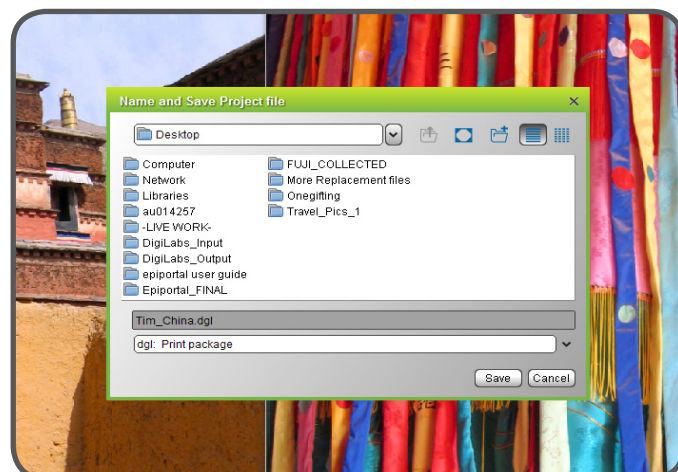 Name and Save Project file
Desktop
Computer
Network
Libraries
au014257
-LIVE WORK-
DigiLabs_Input
DigiLabs_Output
epiportal user guide
Epiportal_FINAL
FUJI_COLLECTED
More Replacement files
Onegifting
Travel_Pics_1
Tim_China.dgl
dgl: Print package
Save Cancel